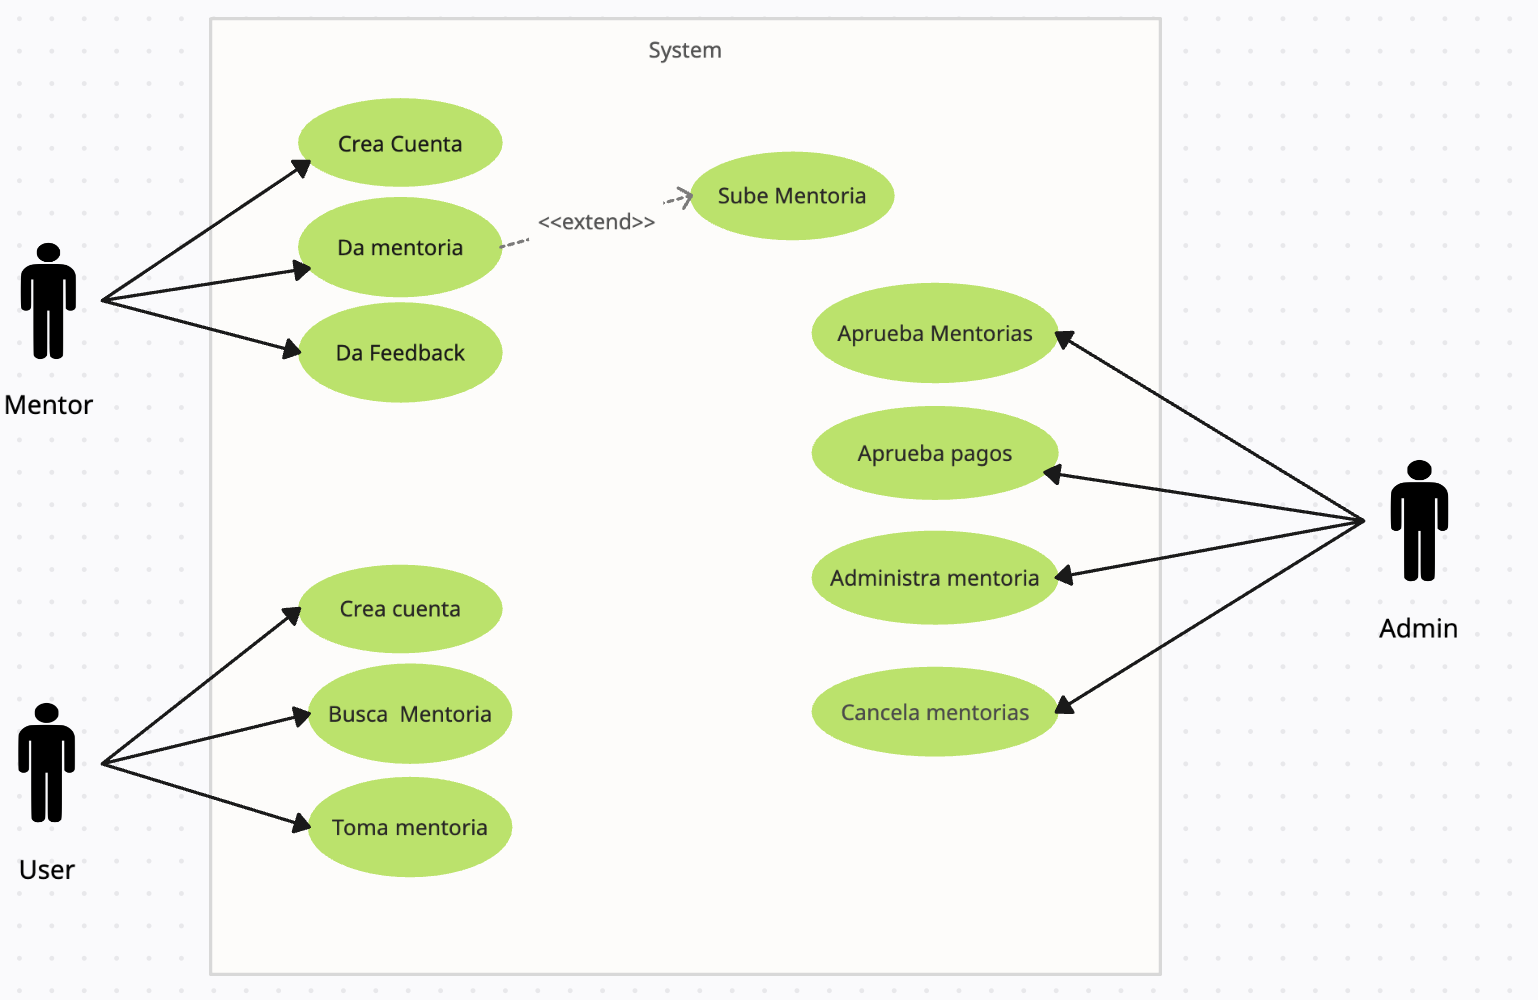 System
Crea Cuenta
Da mentoria
<<extend>>
Sube Mentoria
Da Feedback
Mentor
Aprueba Mentorias
Aprueba pagos
Administra mentoria
Cancela mentorias
Admin
Crea cuenta
Busca  Mentoria
Toma mentoria
User